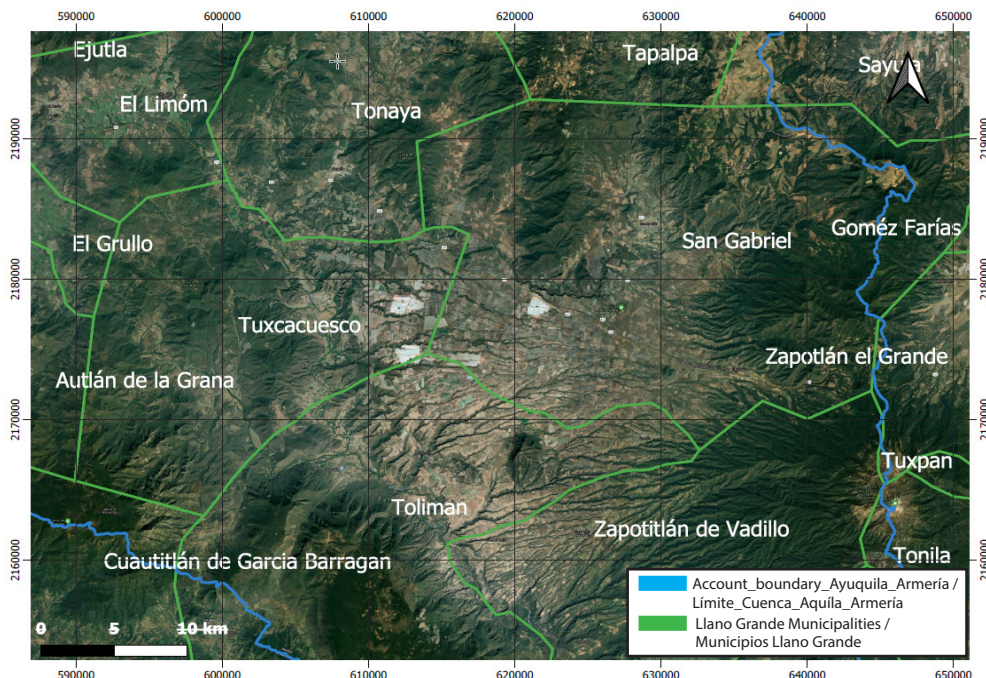 590000 600000 610000 620000 630000 640000 650000
Ejutla
Tapalpa
Sayula
El Limóm
Tonaya
2190000 2190000
El Grullo
San Gabriel
Goméz Farías
2180000 2180000
Tuxcacuesco
Zapotlán el Grande
Autlán de la Grana
2170000 2170000
Tuxpan
Toliman
Zapotitlán de Vadillo
Cuautitlán de Garcia Barragan
Tonila
2160000 2160000
Account_boundary_Ayuquila_Armería /
Límite_Cuenca_Aquíla_Armería
Llano Grande Municipalities /
Municipios Llano Grande
0 5 10 km
590000 600000 610000 620000 630000 640000 650000